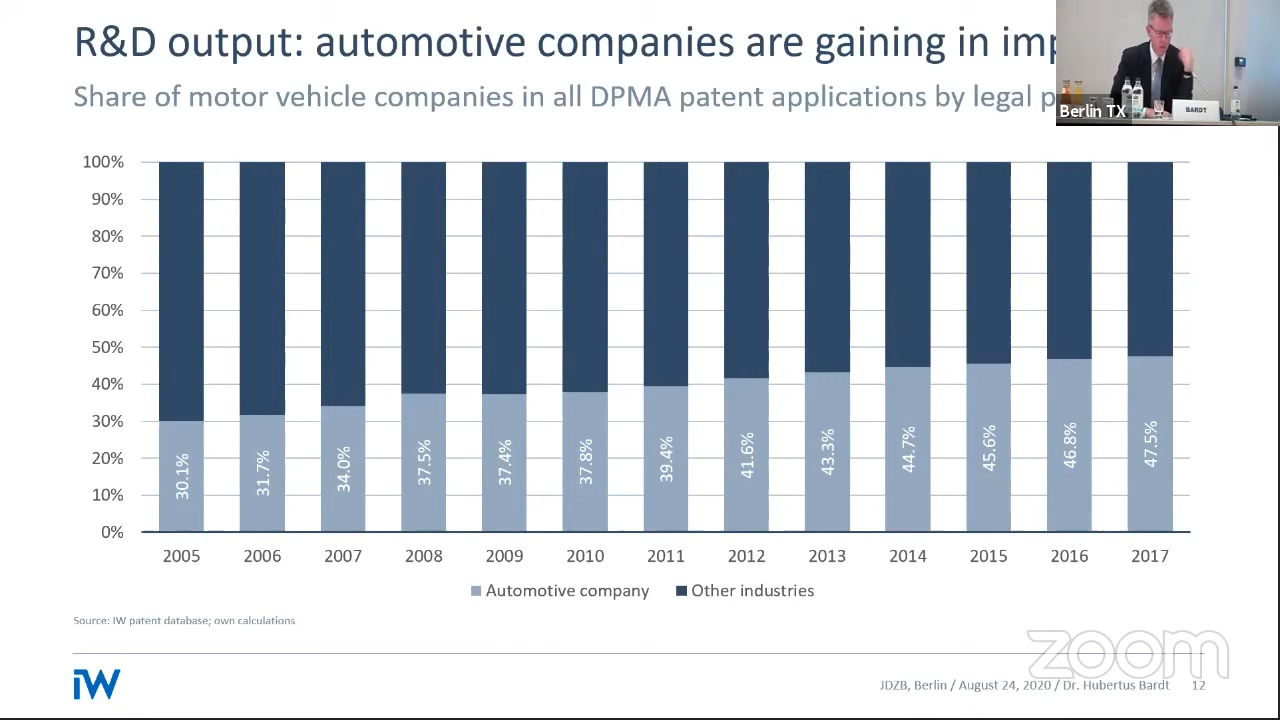 R&D output: automotive companies are gaining in imp
Share of motor vehicle companies in all DPMA patent applications by legal p
Berlin TX
BARDT
100%
90%
80%
70%
60%
50%
40%
30%
20%
10%
0%
30.1%
31.7%
34.0%
37.5%
37.4%
37.8%
39.4%
41.6%
43.3%
44.7%
45.6%
46.8%
47.5%
2005 2006 2007 2008 2009 2010 2011 2012 2013 2014 2015 2016 2017
Automotive company Other industries
Source: IW patent database; own calculations
zoom
iW
JDZB, Berlin / August 24, 2020 / Dr. Hubertus Bardt 12